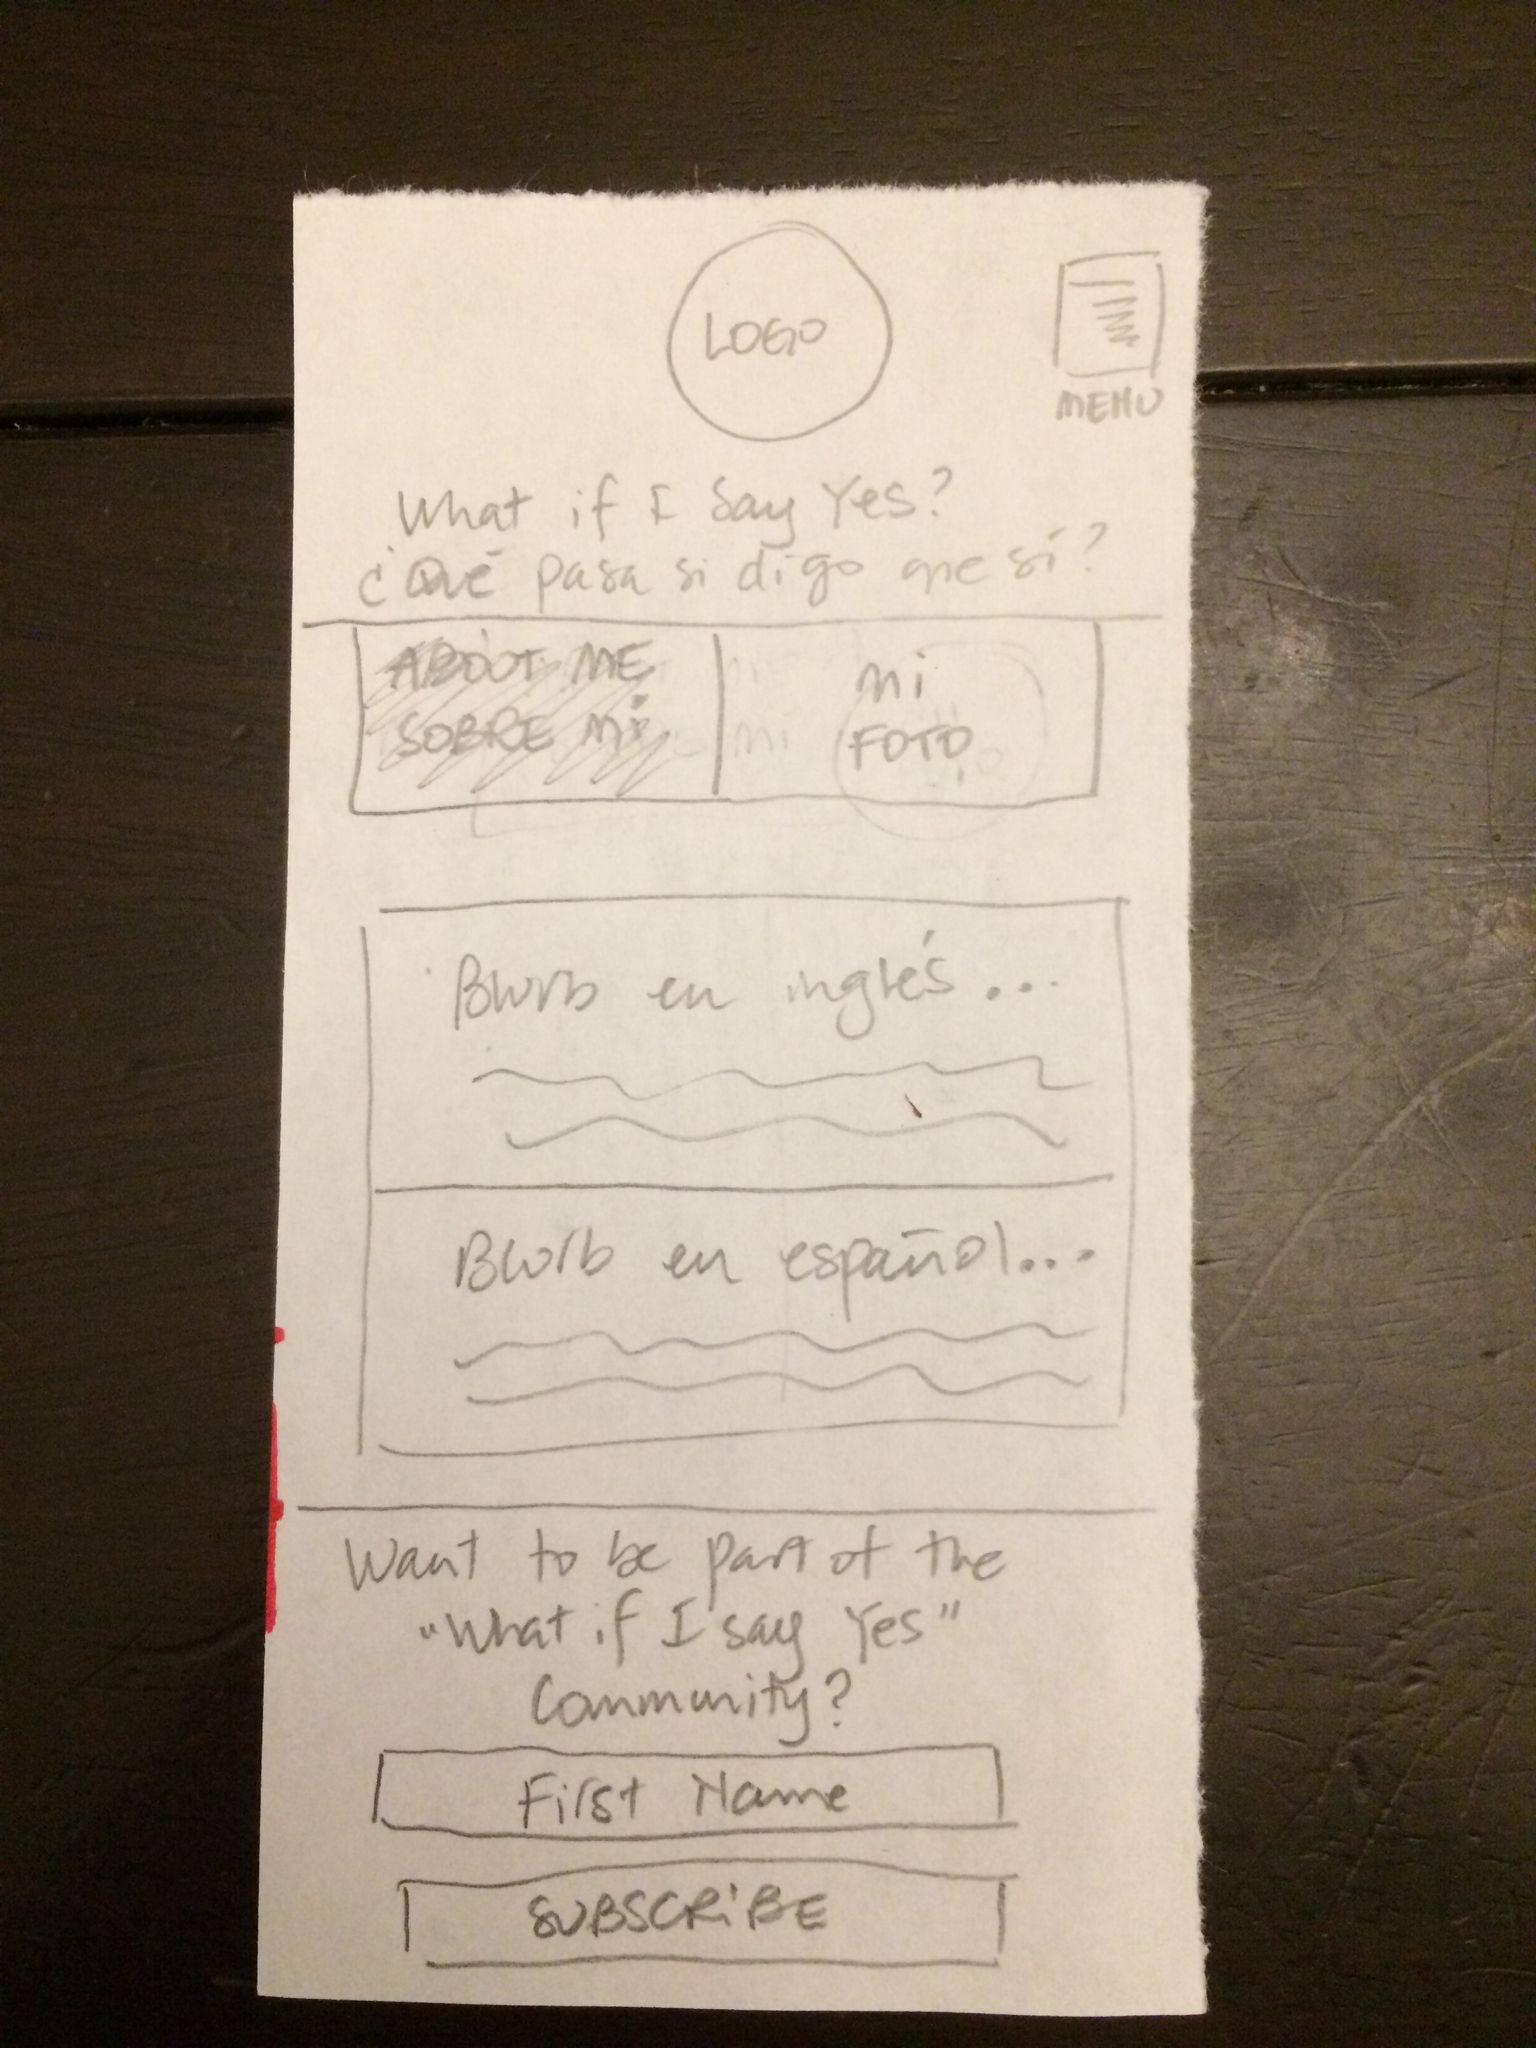 LOGO
MENU
What if I Say Yes?
¿Qué pasa si digo que sí?
ABOUT ME
SOBRE Mi
Mi
FOTO
Blurb en inglés...
Blurb en español...
Want to be part of the
"What if I say Yes"
Community?
First Name
SUBSCRiBE